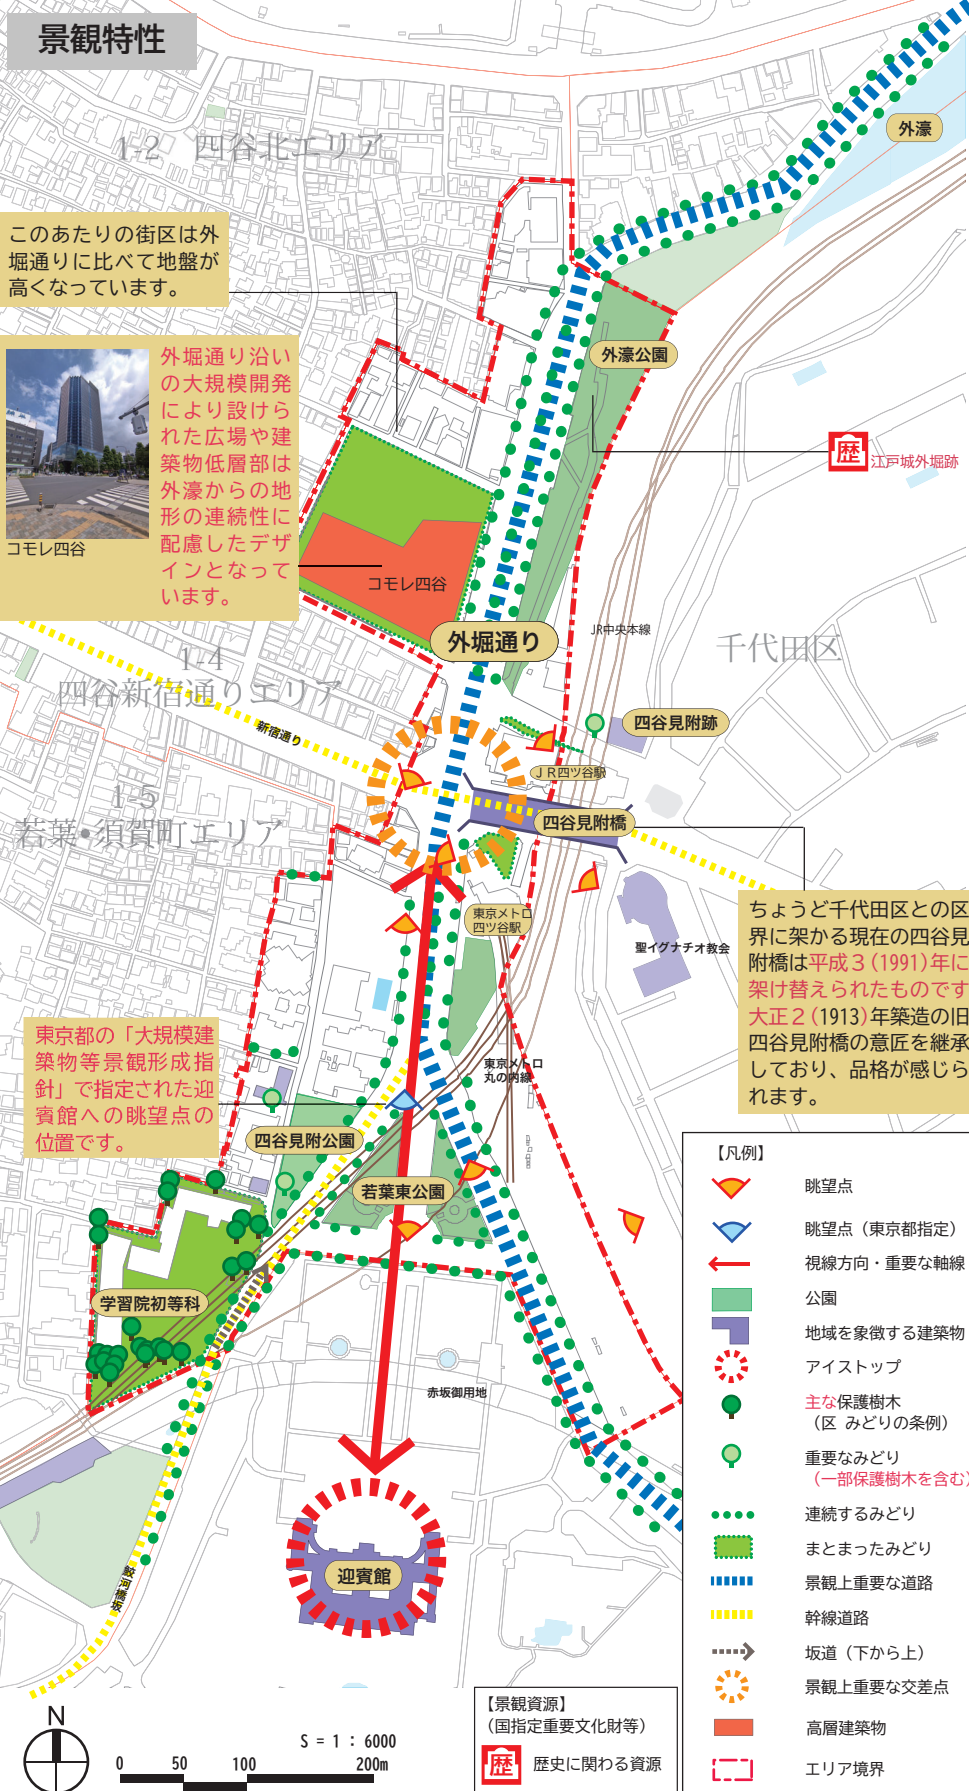 景観特性
1-2 四谷北エリア
外濠
このあたりの街区は外
堀通りに比べて地盤が
高くなっています。
外堀通り沿い
の大規模開発
により設けら
れた広場や建
築物低層部は
外濠からの地
形の連続性に
配慮したデザ
インとなって
います。
コモレ四谷
外濠公園
歴 江戸城外堀跡
コモレ四谷
外堀通り
JR中央本線
千代田区
1-4
四谷新宿通りエリア
新宿通り
四谷見附跡
JR四ツ谷駅
1-5
若葉・須賀町エリア
四谷見附橋
東京メトロ
四ツ谷駅
聖イグナチオ教会
ちょうど千代田区との区
界に架かる現在の四谷見
附橋は平成3(1991)年に
架け替えられたものです
大正2(1913)年築造の旧
四谷見附橋の意匠を継承
しており、品格が感じら
れます。
東京都の「大規模建
築物等景観形成指
針」で指定された迎
賓館への眺望点の
位置です。
東京メトロ
丸の内線
四谷見附公園
若葉東公園
学習院初等科
赤坂御用地
迎賓館
鮫河橋坂
【凡例】
眺望点
眺望点（東京都指定）
視線方向・重要な軸線
公園
地域を象徴する建築物
アイストップ
主な保護樹木
（区 みどりの条例）
重要なみどり
（一部保護樹木を含む）
連続するみどり
まとまったみどり
景観上重要な道路
幹線道路
坂道（下から上）
景観上重要な交差点
高層建築物
エリア境界
【景観資源】
（国指定重要文化財等）
歴 歴史に関わる資源
N
S = 1 : 6000
0 50 100 200m